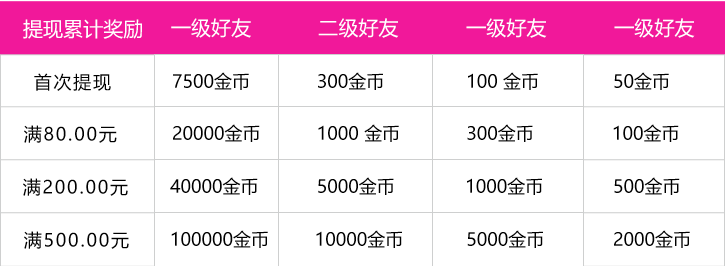 提现累计奖励 一级好友 二级好友 一级好友 一级好友
首次提现 7500金币 300金币 100 金币 50金币
满80.00元 20000金币 1000 金币 300金币 100金币
满200.00元 40000金币 5000金币 1000金币 500金币
满500.00元 100000金币 10000金币 5000金币 2000金币